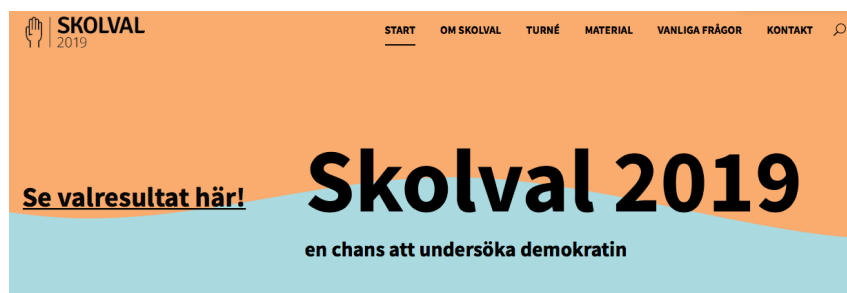 SKOLVAL
2019
START OM SKOLVAL TURNÉ MATERIAL VANLIGA FRÅGOR KONTAKT
Skolval 2019
Se valresultat här!
en chans att undersöka demokratin